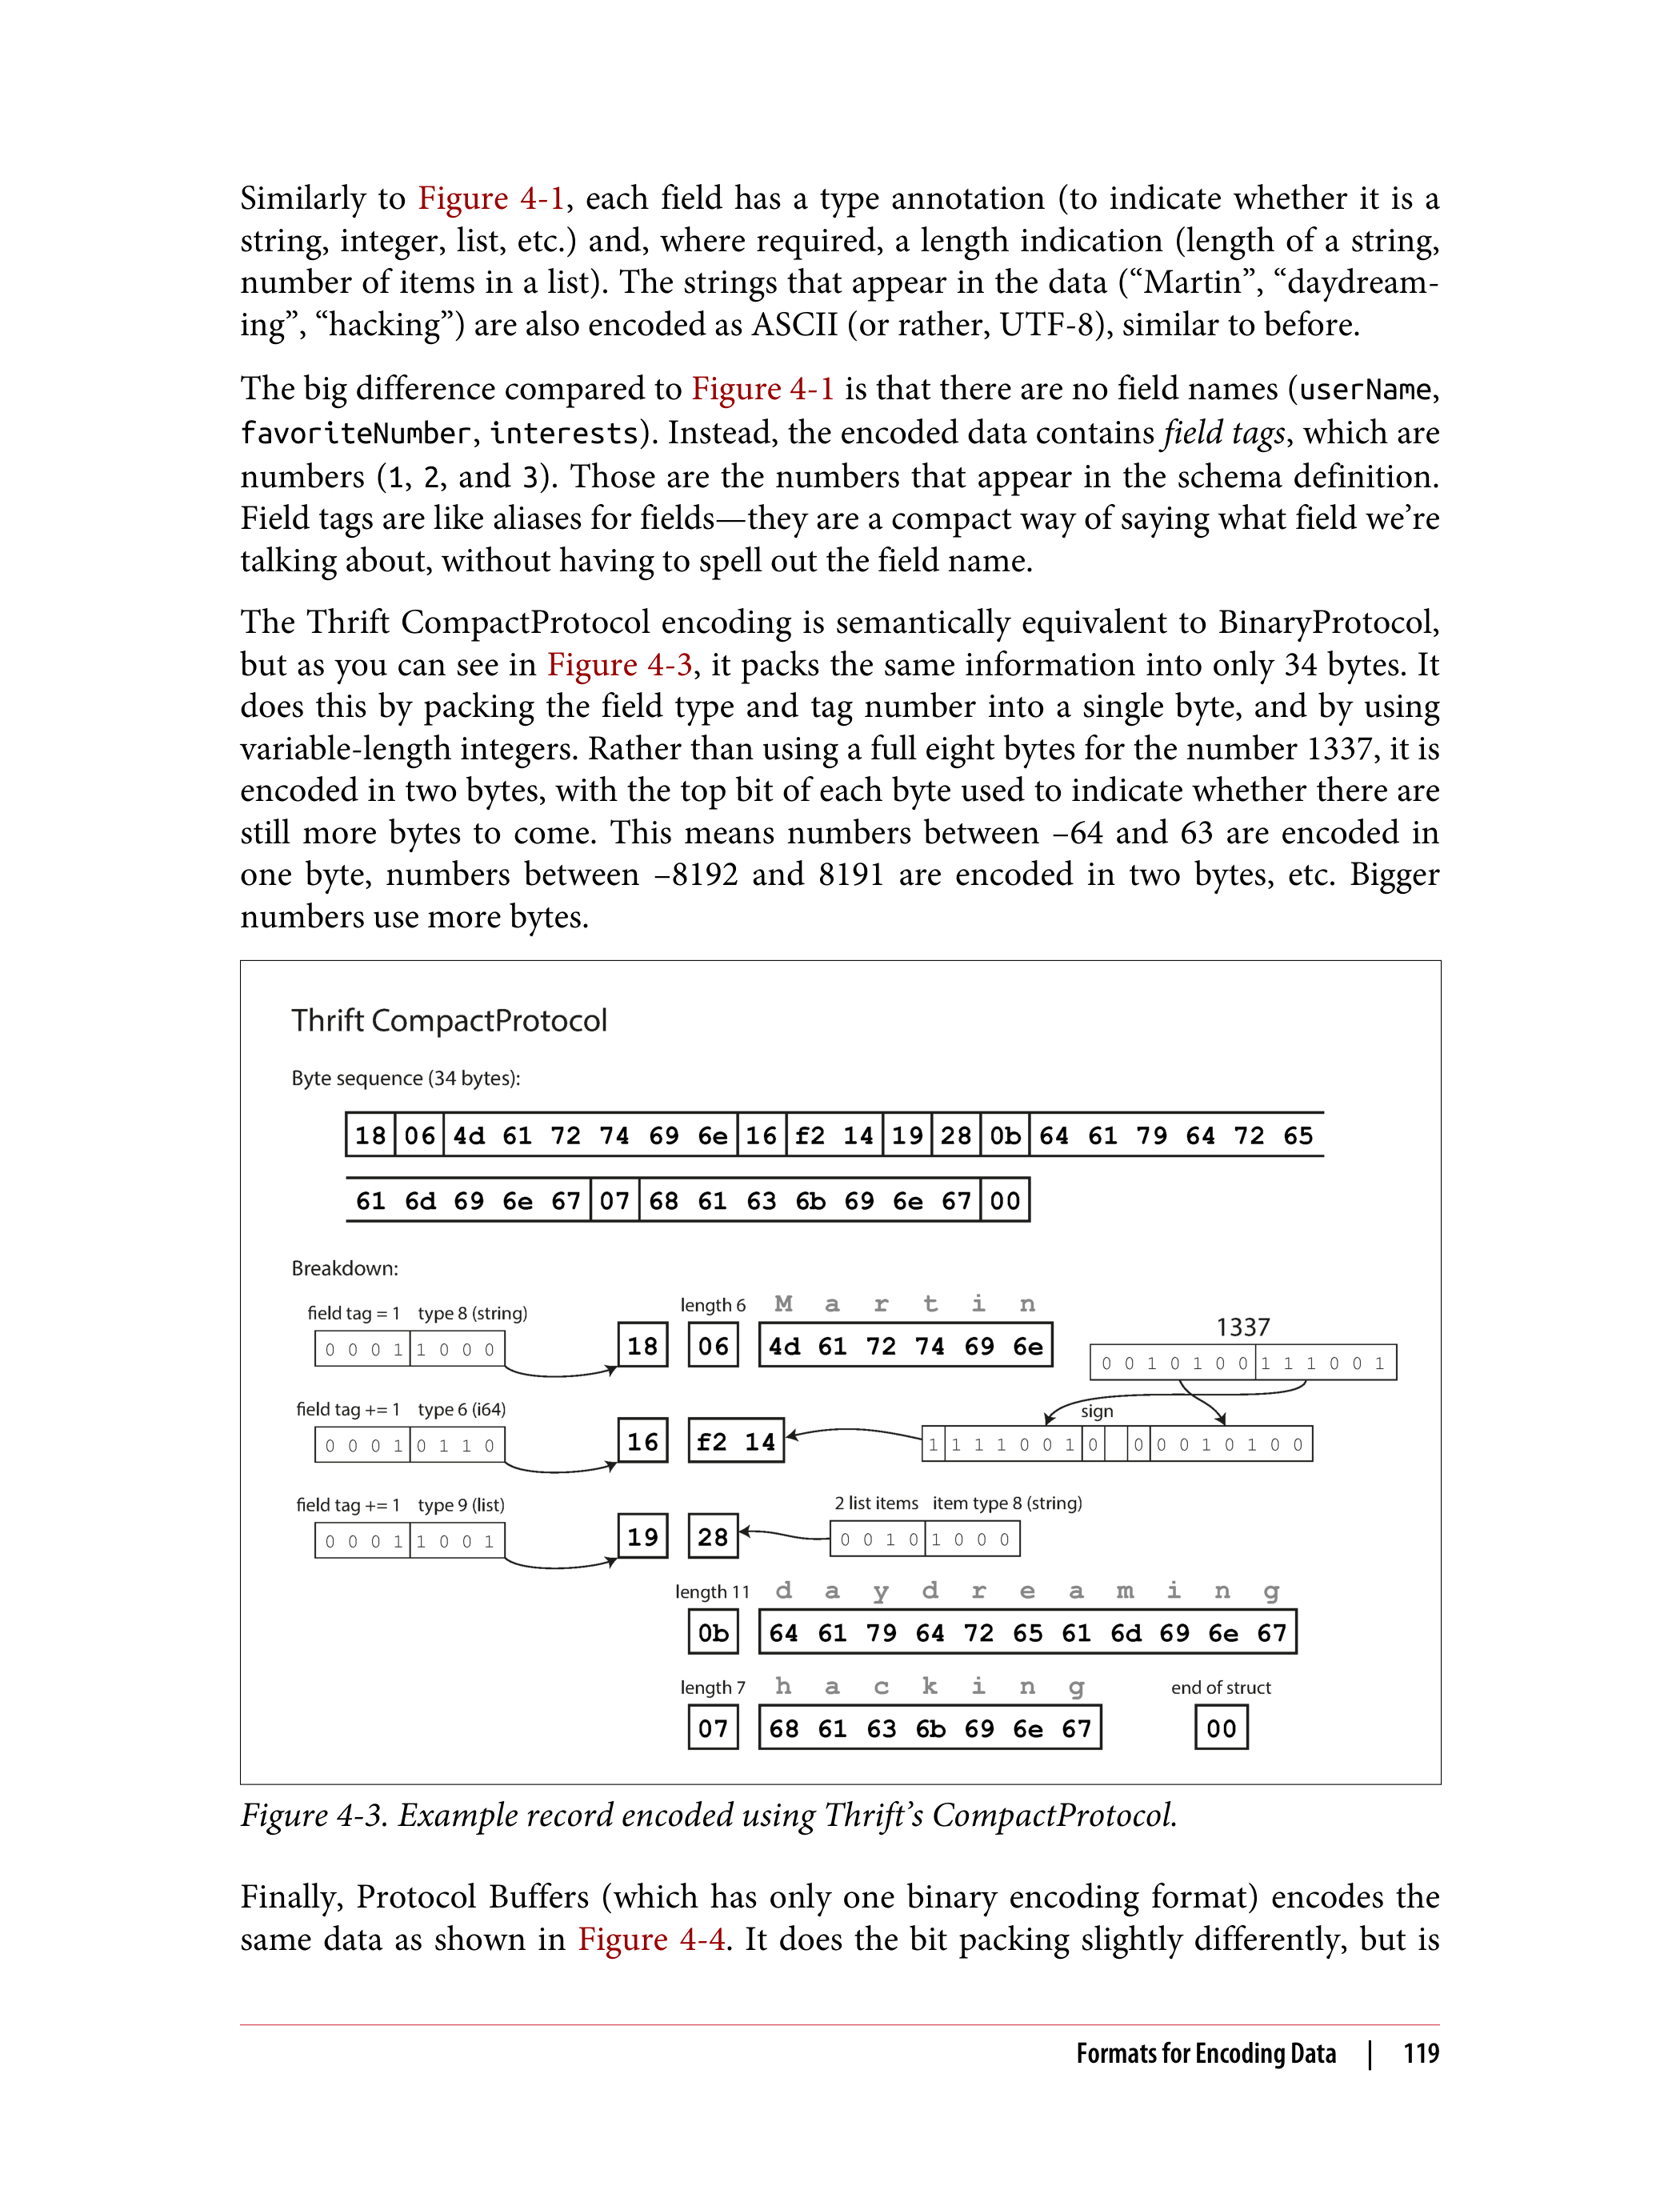 Similarly to Figure 4-1, each field has a type annotation (to indicate whether it is a
string, integer, list, etc.) and, where required, a length indication (length of a string,
number of items in a list). The strings that appear in the data (“Martin”, “daydream-
ing”, “hacking”) are also encoded as ASCII (or rather, UTF-8), similar to before.
The big difference compared to Figure 4-1 is that there are no field names (userName,
favoriteNumber, interests). Instead, the encoded data contains field tags, which are
numbers (1, 2, and 3). Those are the numbers that appear in the schema definition.
Field tags are like aliases for fields—they are a compact way of saying what field we’re
talking about, without having to spell out the field name.
The Thrift CompactProtocol encoding is semantically equivalent to BinaryProtocol,
but as you can see in Figure 4-3, it packs the same information into only 34 bytes. It
does this by packing the field type and tag number into a single byte, and by using
variable-length integers. Rather than using a full eight bytes for the number 1337, it is
encoded in two bytes, with the top bit of each byte used to indicate whether there are
still more bytes to come. This means numbers between –64 and 63 are encoded in
one byte, numbers between –8192 and 8191 are encoded in two bytes, etc. Bigger
numbers use more bytes.
Thrift CompactProtocol
Byte sequence (34 bytes):
18 06 4d 61 72 74 69 6e 16 f2 14 19 28 0b 64 61 79 64 72 65
61 6d 69 6e 67 07 68 61 63 6b 69 6e 67 00
Breakdown:
field tag = 1 type 8 (string) length 6 M a r t i n
1337
0 0 0 1 1 0 0 0 18 06 4d 61 72 74 69 6e 0 0 1 0 1 0 0 1 1 1 0 0 1
field tag += 1 type 6 (i64) sign
0 0 0 1 0 1 1 0 16 f2 14 1 1 1 1 0 0 1 0 0 0 0 1 0 1 0 0
field tag += 1 type 9 (list) 2 list items item type 8 (string)
0 0 0 1 1 0 0 1 19 28 0 0 1 0 1 0 0 0
length 11 d a y d r e a m i n g
0b 64 61 79 64 72 65 61 6d 69 6e 67
length 7 h a c k i n g end of struct
07 68 61 63 6b 69 6e 67 00
Figure 4-3. Example record encoded using Thrift’s CompactProtocol.
Finally, Protocol Buffers (which has only one binary encoding format) encodes the
same data as shown in Figure 4-4. It does the bit packing slightly differently, but is
Formats for Encoding Data | 119